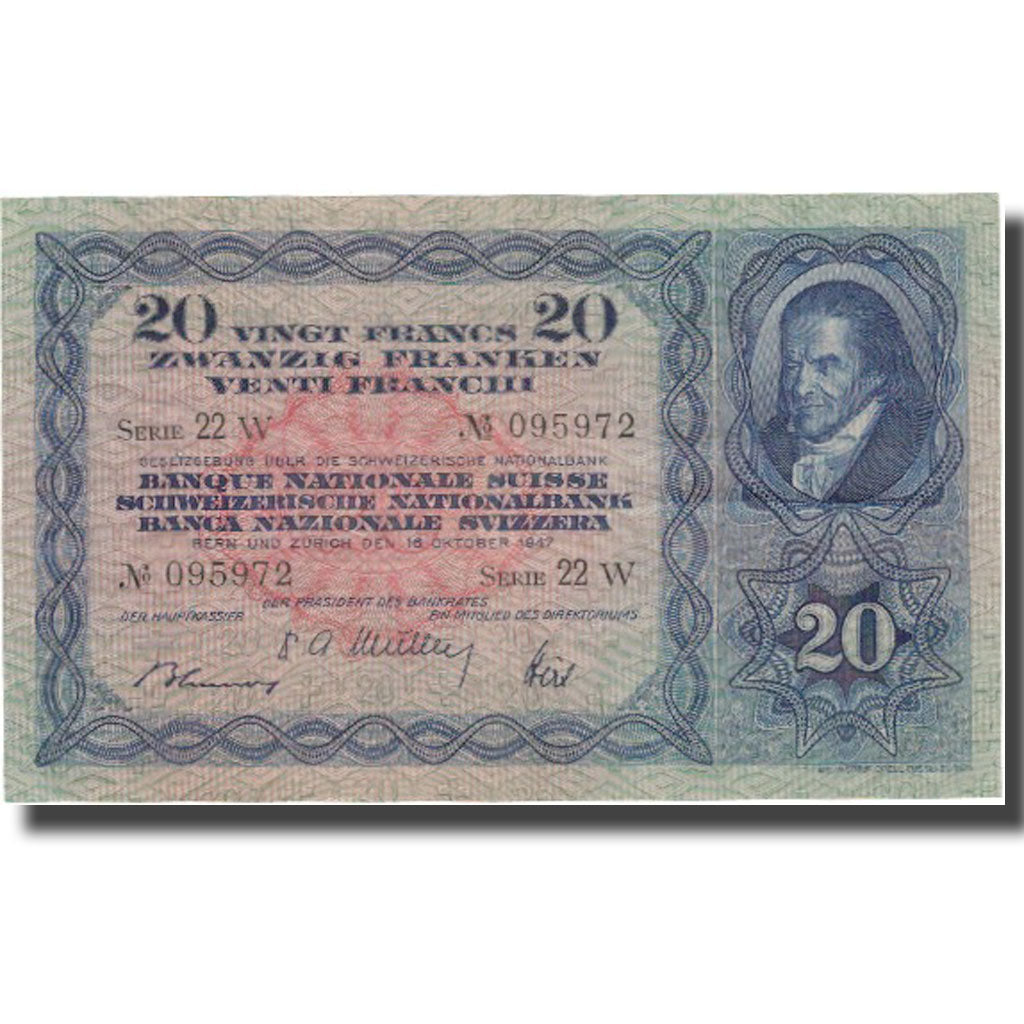 20 VINGT FRANCS 20
ZWANZIG FRANKEN
VENTI FRANCHI
SERIE 22 W № 095972
GESETZGEBUNG ÜBER DIE SCHWEIZERISCHE NATIONALBANK
BANQUE NATIONALE SUISSE
SCHWEIZERISCHE NATIONALBANK
BANCA NAZIONALE SVIZZERA
BERN UND ZÜRICH DEN 16 OKTOBER 1947
№ 095972 SERIE 22 W
DER PRÄSIDENT DES BANKRATES
DER HAUPTKASSIER EIN MITGLIED DES DIREKTORIUMS
20